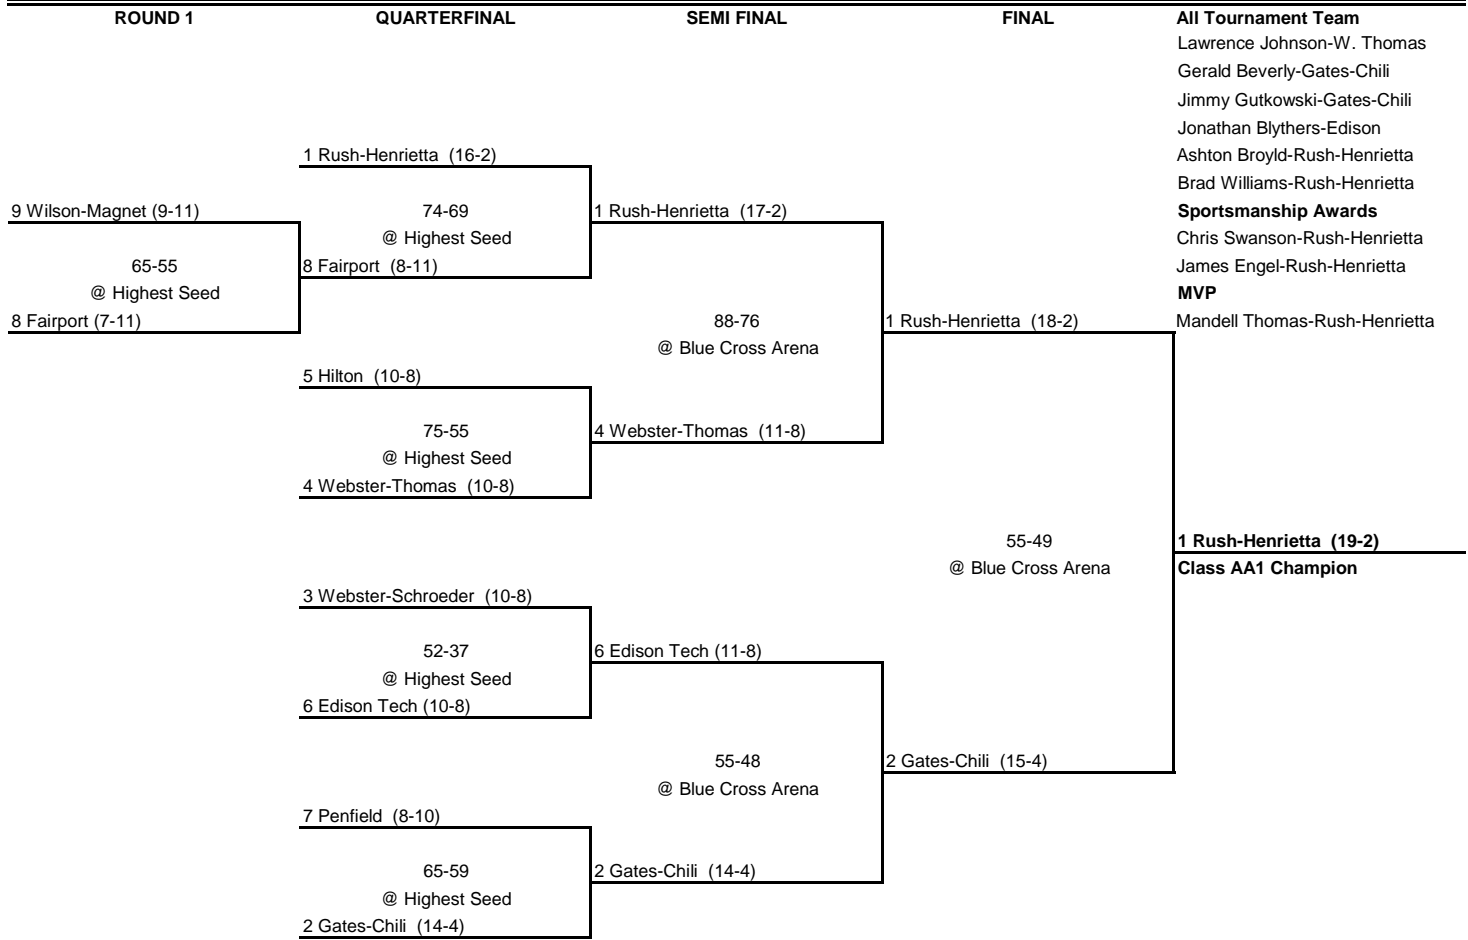 ROUND 1
QUARTERFINAL
SEMI FINAL
FINAL
All Tournament Team
Lawrence Johnson-W. Thomas
Gerald Beverly-Gates-Chili
Jimmy Gutkowski-Gates-Chili
Jonathan Blythers-Edison
Ashton Broyld-Rush-Henrietta
Brad Williams-Rush-Henrietta
Sportsmanship Awards
Chris Swanson-Rush-Henrietta
James Engel-Rush-Henrietta
MVP
Mandell Thomas-Rush-Henrietta
9 Wilson-Magnet (9-11)
65-55
@ Highest Seed
8 Fairport (7-11)
1 Rush-Henrietta (16-2)
74-69
@ Highest Seed
8 Fairport (8-11)
5 Hilton (10-8)
75-55
@ Highest Seed
4 Webster-Thomas (10-8)
3 Webster-Schroeder (10-8)
52-37
@ Highest Seed
6 Edison Tech (10-8)
7 Penfield (8-10)
65-59
@ Highest Seed
2 Gates-Chili (14-4)
1 Rush-Henrietta (17-2)
88-76
@ Blue Cross Arena
4 Webster-Thomas (11-8)
6 Edison Tech (11-8)
55-48
@ Blue Cross Arena
2 Gates-Chili (14-4)
1 Rush-Henrietta (18-2)
55-49
@ Blue Cross Arena
2 Gates-Chili (15-4)
1 Rush-Henrietta (19-2)
Class AA1 Champion